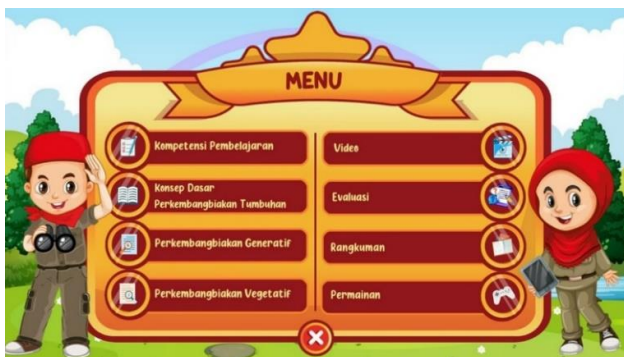 MENU
Kompetensi Pembelajaran
Konsep Dasar
Perkembangbiakan Tumbuhan
Perkembangbiakan Generatif
Perkembangbiakan Vegetatif
Video
Evaluasi
Rangkuman
Permainan